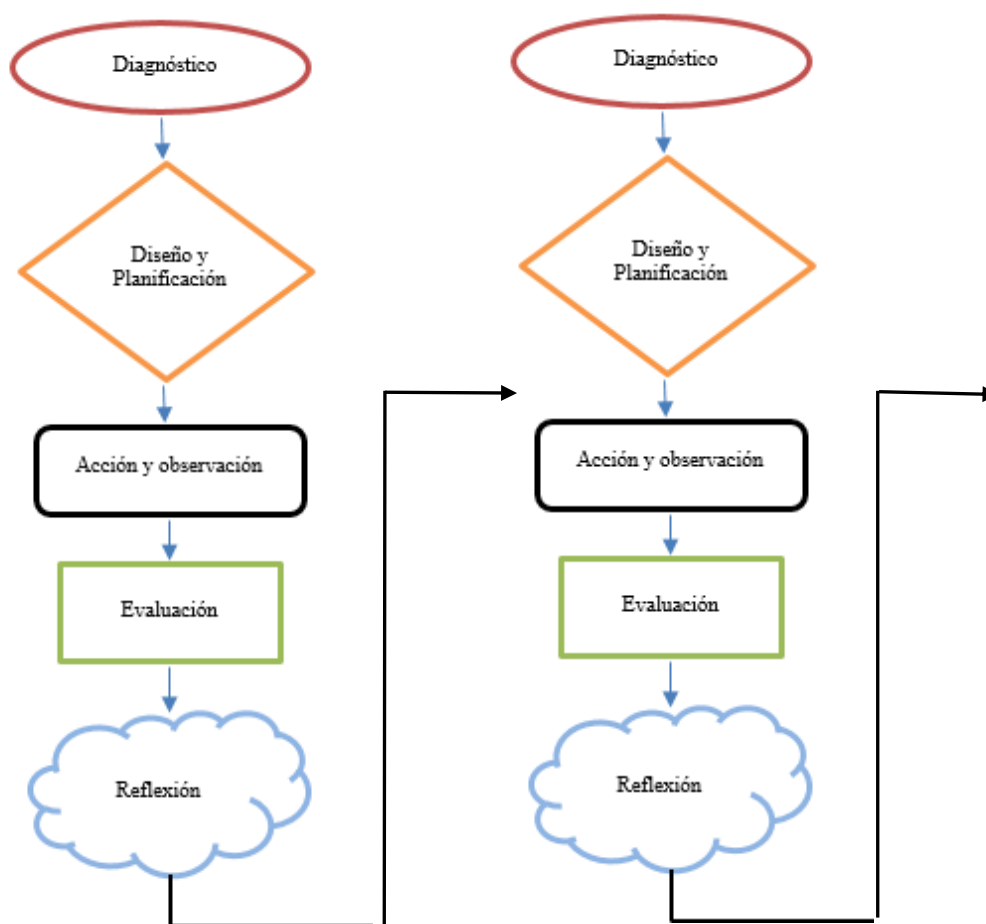 Diagnóstico
Diseño y
Planificación
Acción y observación
Evaluación
Reflexión
Diagnóstico
Diseño y
Planificación
Acción y observación
Evaluación
Reflexión